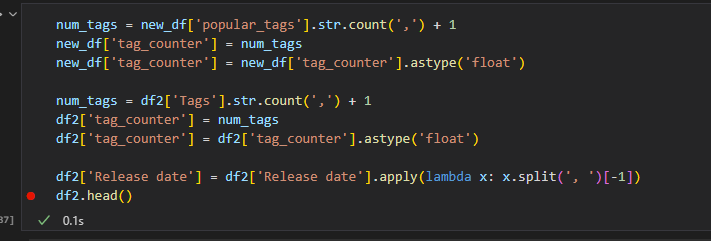 num_tags = new_df['popular_tags'].str.count(',') + 1
new_df['tag_counter'] = num_tags
new_df['tag_counter'] = new_df['tag_counter'].astype('float')
num_tags = df2['Tags'].str.count(',') + 1
df2['tag_counter'] = num_tags
df2['tag_counter'] = df2['tag_counter'].astype('float')
df2['Release date'] = df2['Release date'].apply(lambda x: x.split(', ')[-1])
df2.head()
37] 0.1s